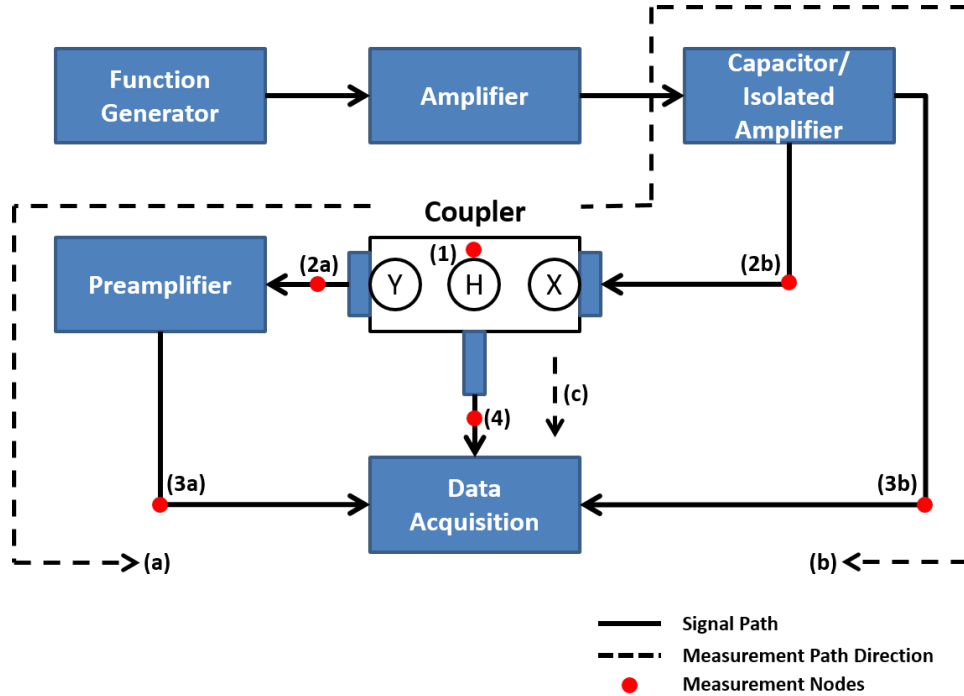 Function
Generator
Amplifier
Capacitor/
Isolated
Amplifier
Coupler
Preamplifier
(2a)
(1)
Y
H
X
(2b)
(c)
(4)
(3a)
Data
Acquisition
(3b)
(a)
(b)
Signal Path
Measurement Path Direction
Measurement Nodes